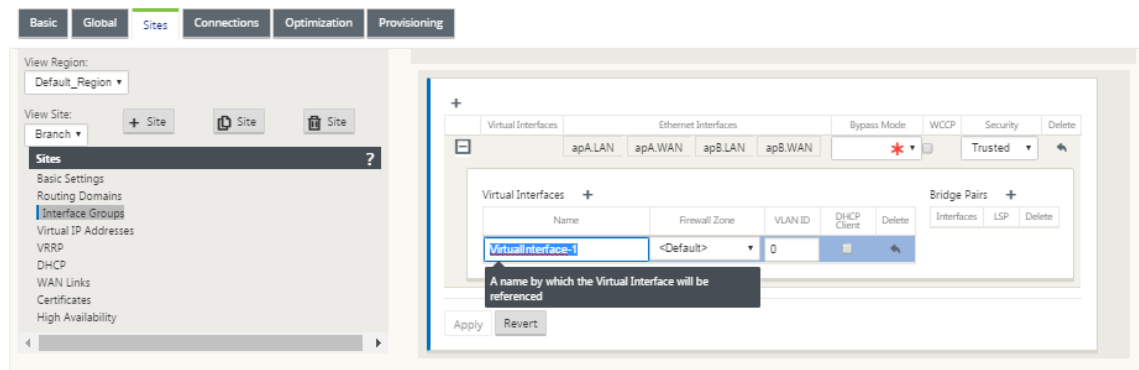 Basic Global Sites Connections Optimization Provisioning
View Region:
Default_Region
View Site:
Branch
+ Site Site Site
Sites ?
Basic Settings
Routing Domains
Interface Groups
Virtual IP Addresses
VRRP
DHCP
WAN Links
Certificates
High Availability
+
Virtual Interfaces Ethernet Interfaces Bypass Mode WCCP Security Delete
apA.LAN apA.WAN apB.LAN apB.WAN * Trusted
Virtual Interfaces +
Name Firewall Zone VLAN ID DHCP Client Delete
VirtualInterface-1 <Default> 0
A name by which the Virtual Interface will be
referenced
Bridge Pairs +
Interfaces LSP Delete
Apply Revert